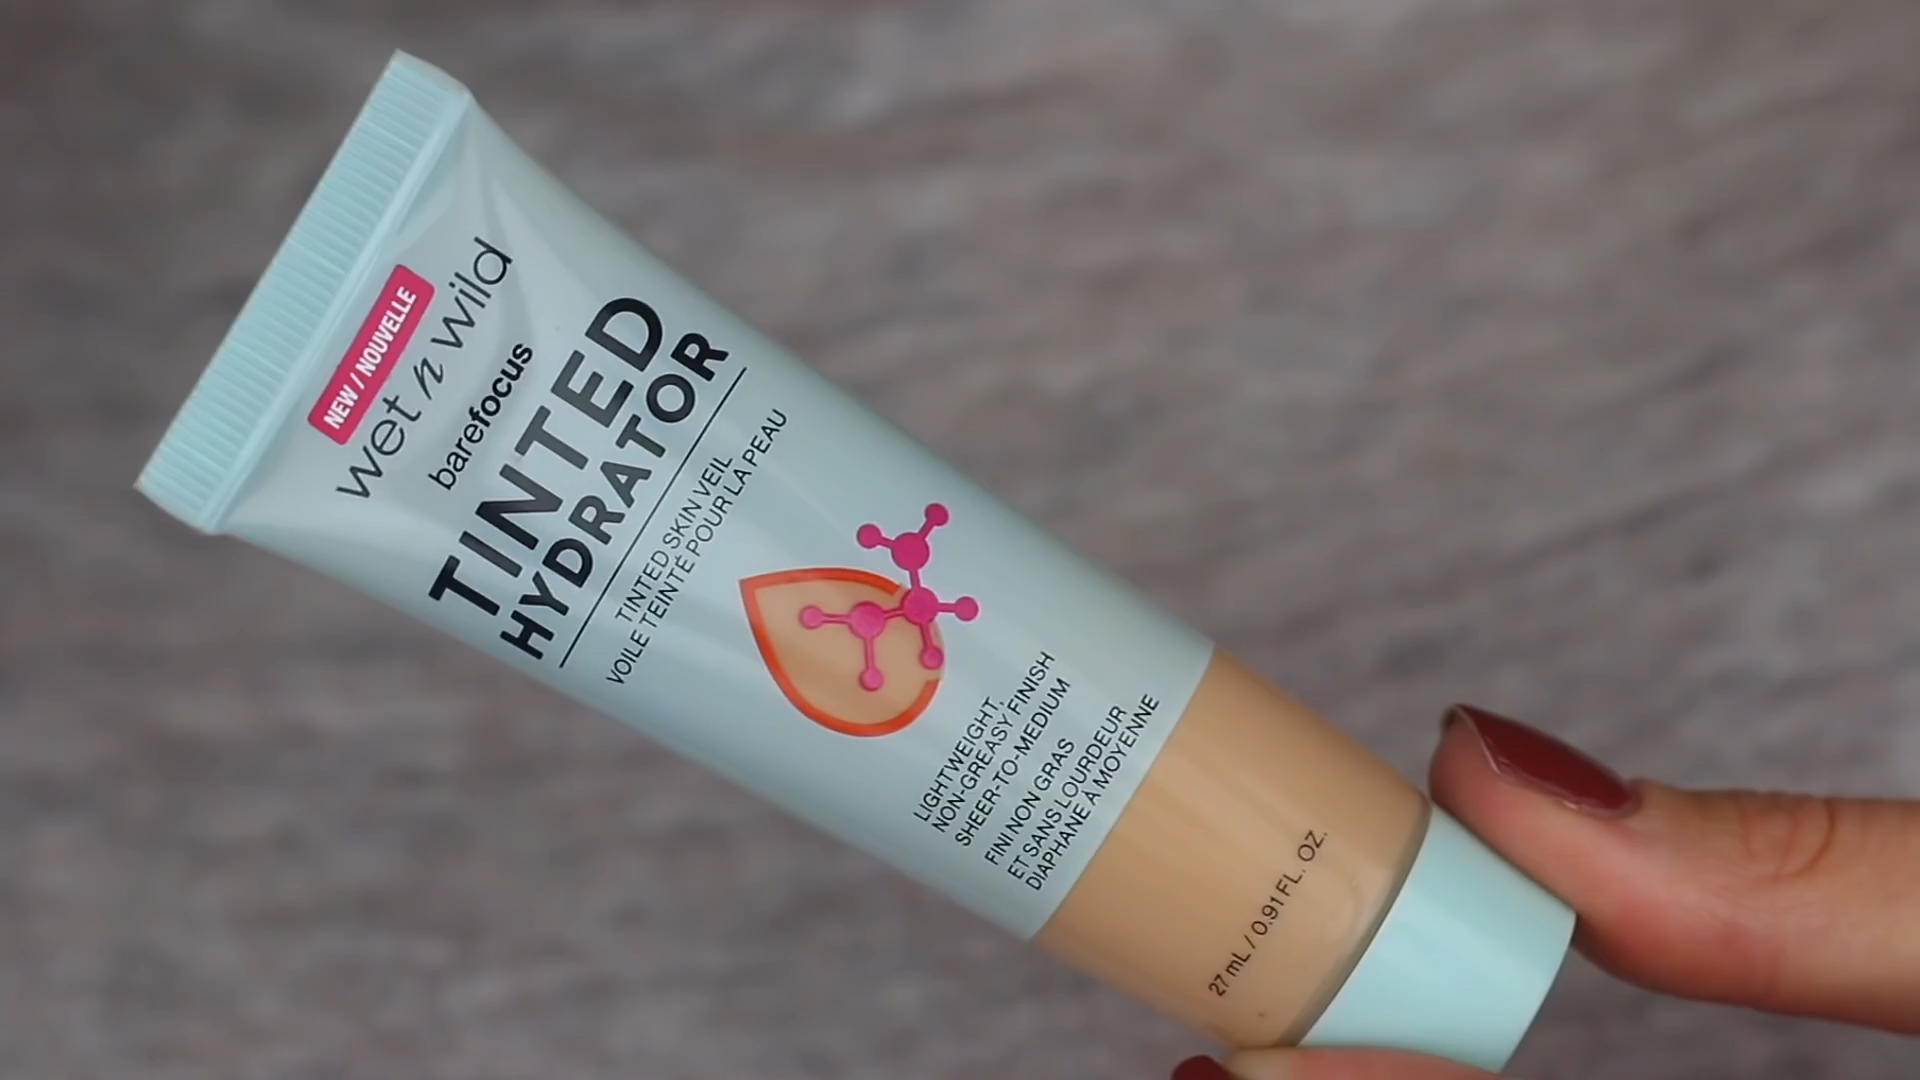 NEW / NOUVELLE
wet n wild
barefocus
TINTED
HYDRATOR
TINTED SKIN VEIL
VOILE TEINTÉ POUR LA PEAU
LIGHTWEIGHT,
NON-GREASY FINISH
SHEER-TO-MEDIUM
FINI NON GRAS
ET SANS LOURDEUR
DIAPHANE À MOYENNE
27 mL / 0.91 FL. OZ.